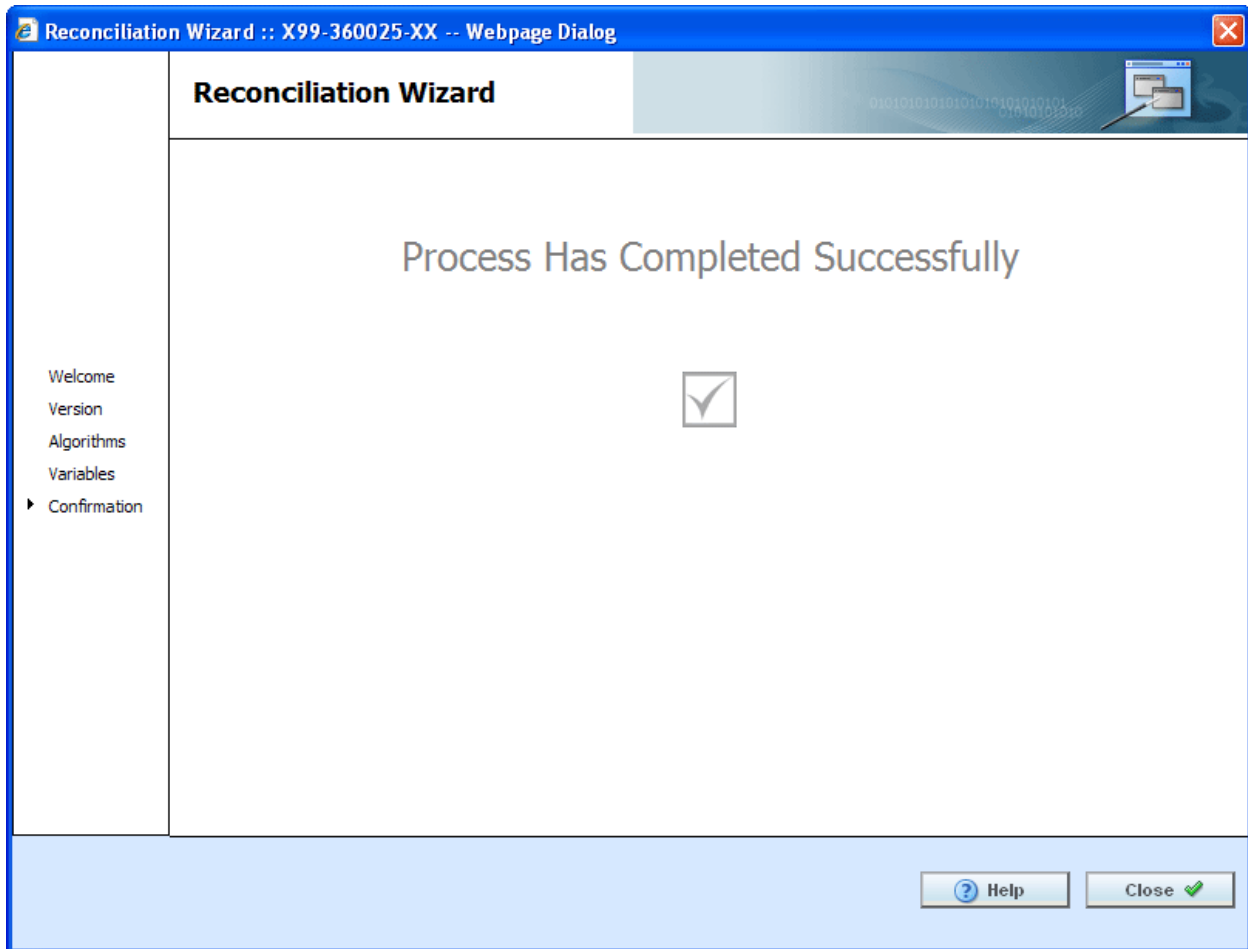 Reconciliation Wizard :: X99-360025-XX -- Webpage Dialog
Reconciliation Wizard
Process Has Completed Successfully
Welcome
Version
Algorithms
Variables
Confirmation
Help
Close